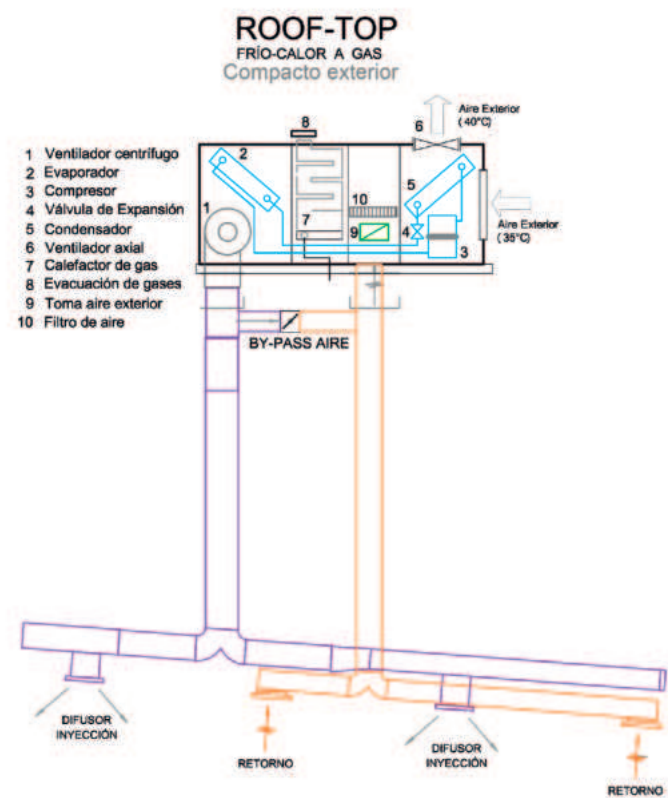 ROOF-TOP
FRÍO-CALOR A GAS
Compacto exterior
8
6
Aire Exterior
(40°C)
1 Ventilador centrífugo
2 Evaporador
3 Compresor
4 Válvula de Expansión
5 Condensador
6 Ventilador axial
7 Calefactor de gas
8 Evacuación de gases
9 Toma aire exterior
10 Filtro de aire
2
5
10
1
7
9
4
3
Aire Exterior
(35°C)
BY-PASS AIRE
DIFUSOR
INYECCIÓN
RETORNO
DIFUSOR
INYECCIÓN
RETORNO